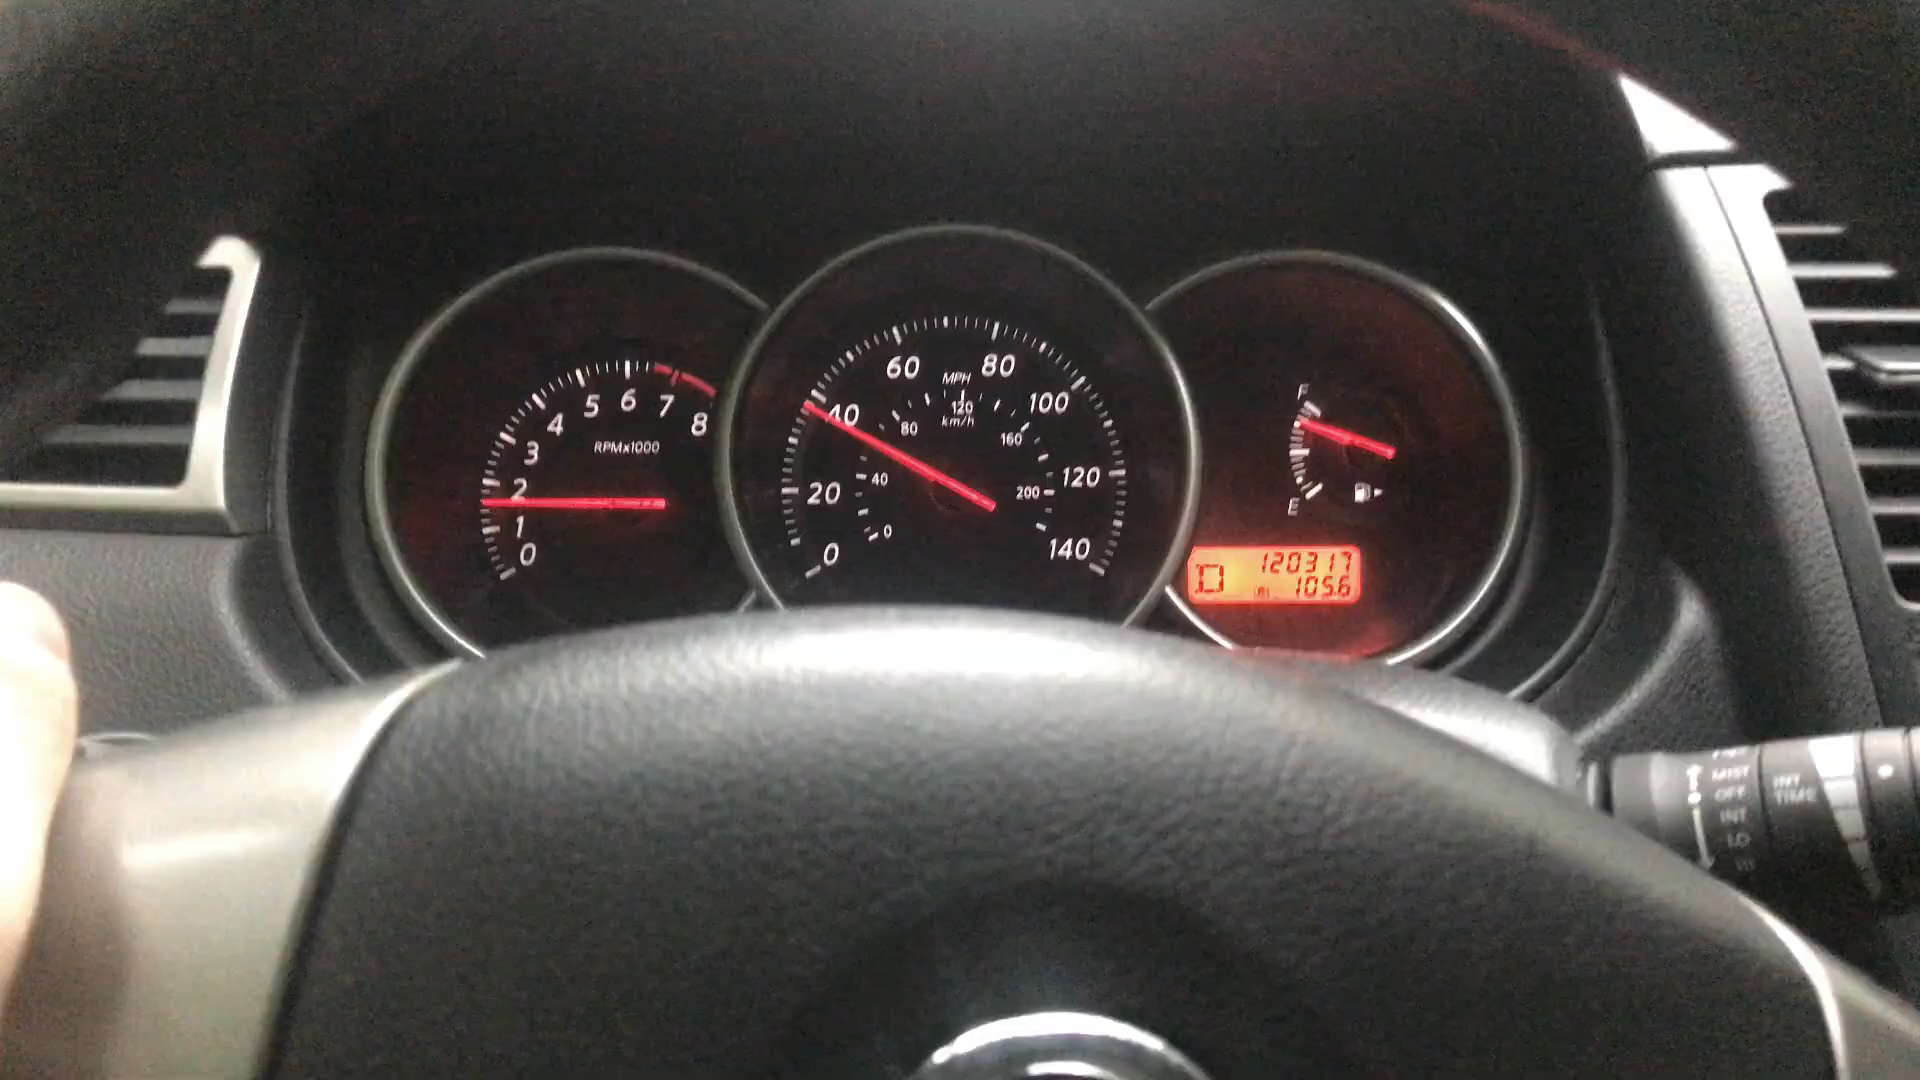 0 1 2 3 4 5 6 7 8
RPMx1000
0 20 40 60 80 100 120 140
MPH
0 40 80 120 160 200
km/h
F
E
D
120317
105.6
MIST
OFF
INT
LO
INT
TIME